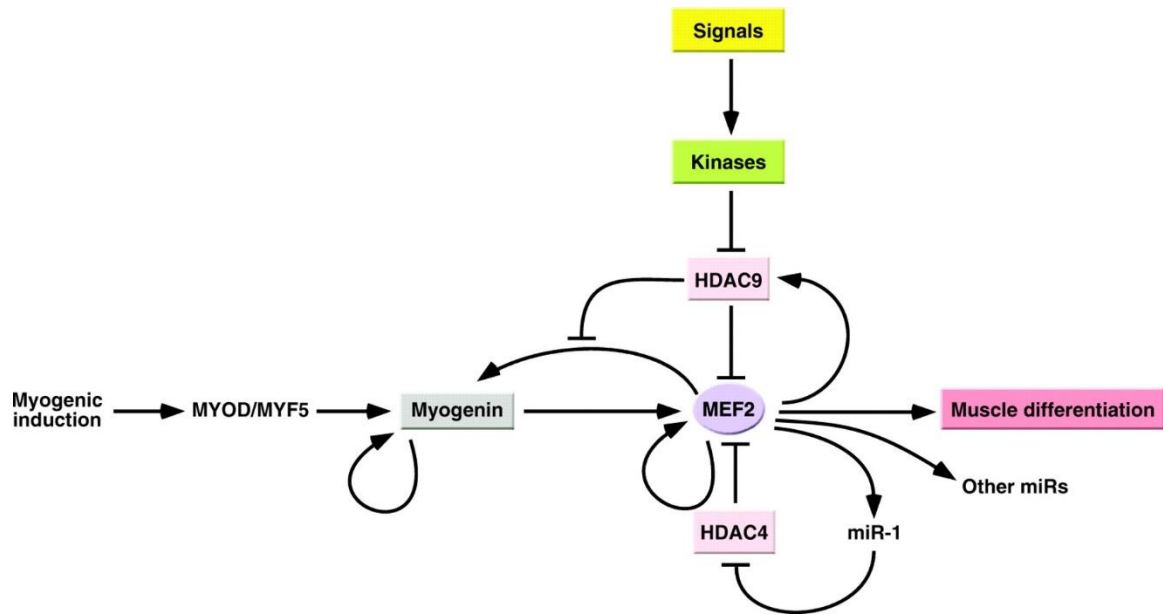 Signals
Kinases
HDAC9
Myogenic
induction
MYOD/MYF5
Myogenin
MEF2
Muscle differentiation
Other miRs
HDAC4
miR-1